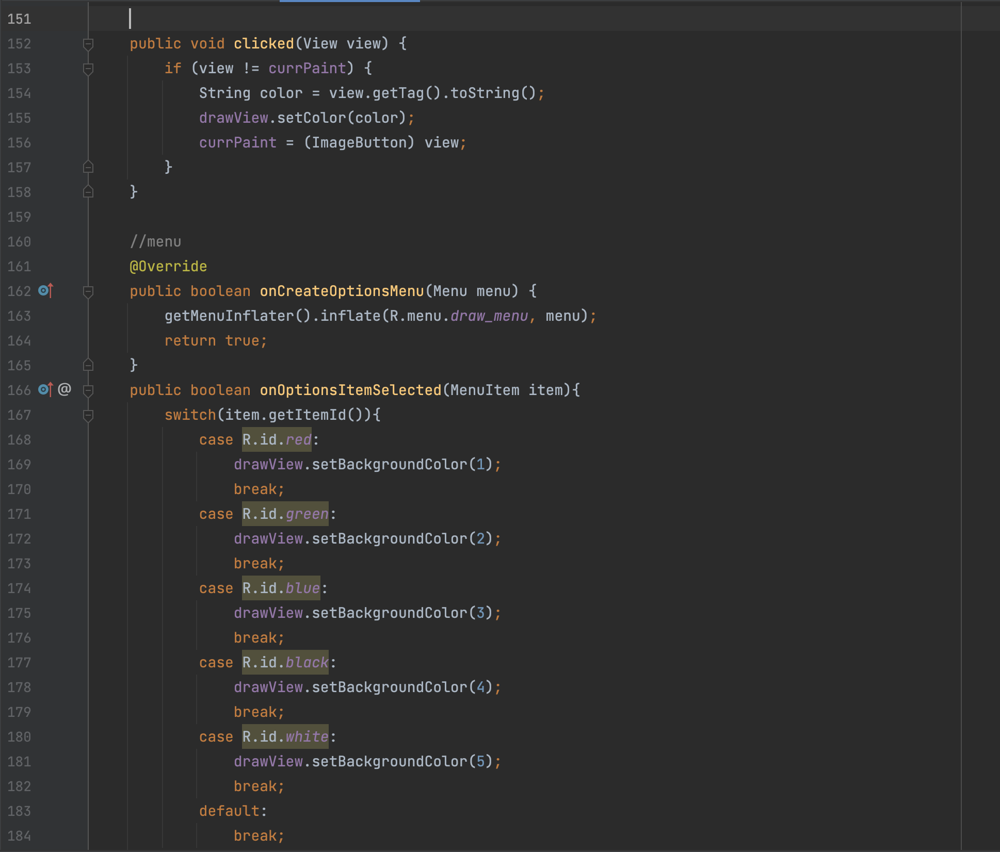 151
152 public void clicked(View view) {
153 if (view != currPaint) {
154 String color = view.getTag().toString();
155 drawView.setColor(color);
156 currPaint = (ImageButton) view;
157 }
158 }
159
160 //menu
161 @Override
162 public boolean onCreateOptionsMenu(Menu menu) {
163 getMenuInflater().inflate(R.menu.draw_menu, menu);
164 return true;
165 }
166 @ public boolean onOptionsItemSelected(MenuItem item){
167 switch(item.getItemId()){
168 case R.id.red:
169 drawView.setBackgroundColor(1);
170 break;
171 case R.id.green:
172 drawView.setBackgroundColor(2);
173 break;
174 case R.id.blue:
175 drawView.setBackgroundColor(3);
176 break;
177 case R.id.black:
178 drawView.setBackgroundColor(4);
179 break;
180 case R.id.white:
181 drawView.setBackgroundColor(5);
182 break;
183 default:
184 break;